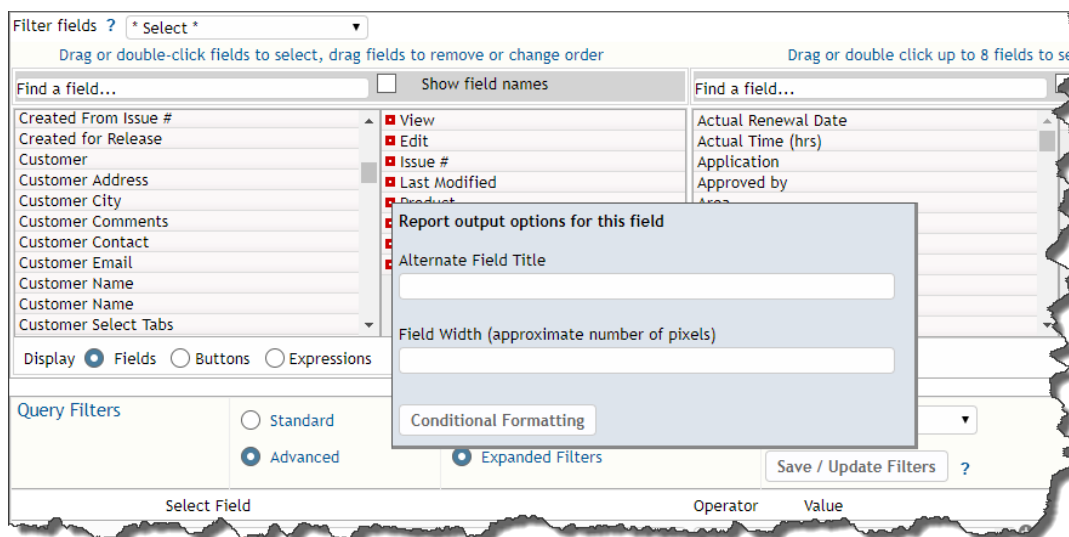 Filter fields ? * Select *
Drag or double-click fields to select, drag fields to remove or change order
Drag or double click up to 8 fields to se
Find a field...
Show field names
Find a field...
Created From Issue #
Created for Release
Customer
Customer Address
Customer City
Customer Comments
Customer Contact
Customer Email
Customer Name
Customer Name
Customer Select Tabs
View
Edit
Issue #
Last Modified
Product
Actual Renewal Date
Actual Time (hrs)
Application
Approved by
Area
Report output options for this field
Alternate Field Title
Field Width (approximate number of pixels)
Conditional Formatting
Display Fields Buttons Expressions
Query Filters
Standard
Advanced
Expanded Filters
Save / Update Filters ?
Select Field
Operator
Value